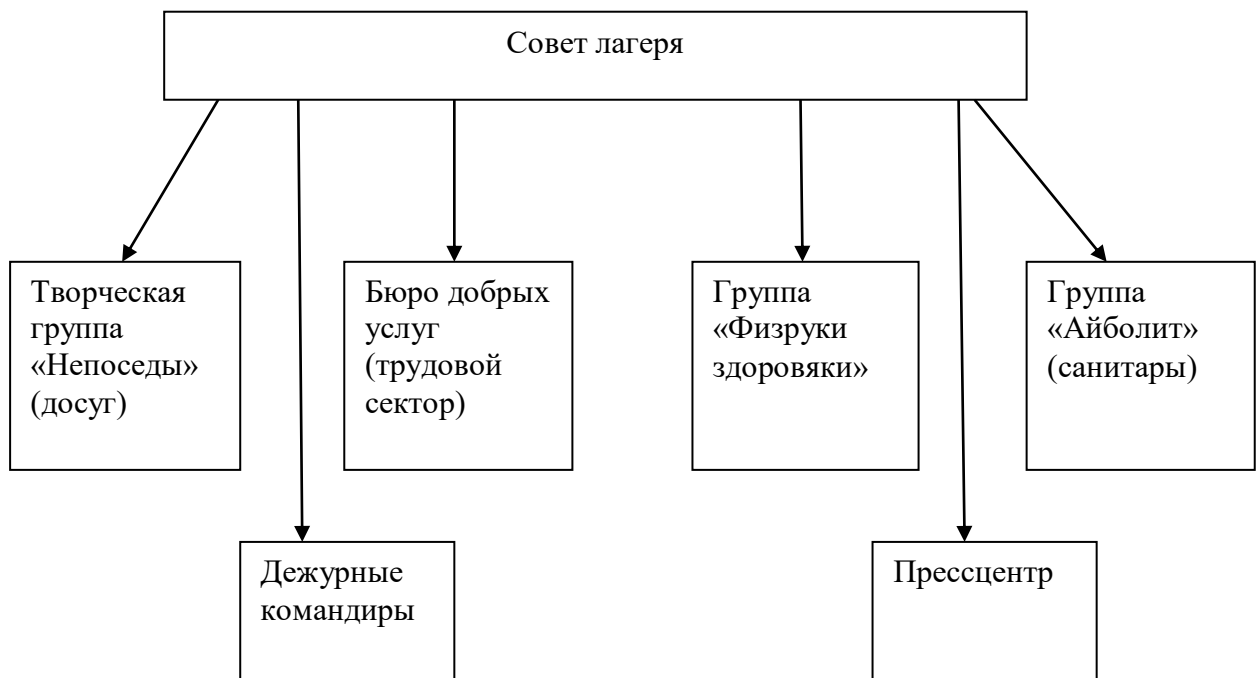 Совет лагеря
Творческая
группа
«Непоседы»
(досуг)
Бюро добрых
услуг
(трудовой
сектор)
Группа
«Физруки
здоровяки»
Группа
«Айболит»
(санитары)
Дежурные
командиры
Прессцентр